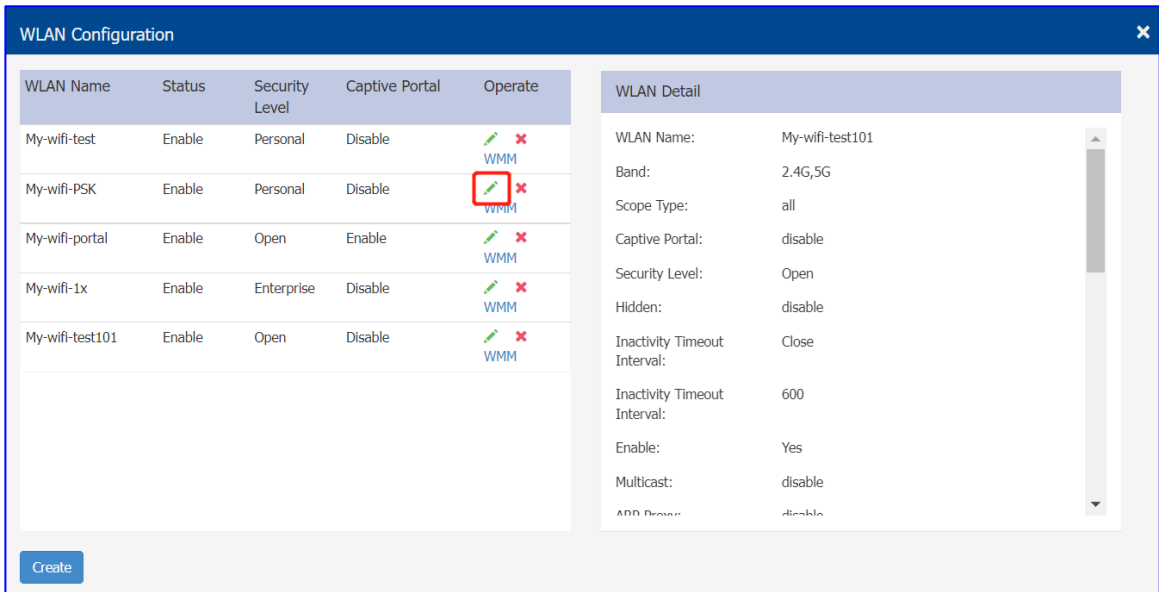 WLAN Configuration
WLAN Name Status Security Level Captive Portal Operate
My-wifi-test Enable Personal Disable
WMM
My-wifi-PSK Enable Personal Disable
WMM
My-wifi-portal Enable Open Enable
WMM
My-wifi-1x Enable Enterprise Disable
WMM
My-wifi-test101 Enable Open Disable
WMM
Create
WLAN Detail
WLAN Name: My-wifi-test101
Band: 2.4G,5G
Scope Type: all
Captive Portal: disable
Security Level: Open
Hidden: disable
Inactivity Timeout Interval: Close
Inactivity Timeout Interval: 600
Enable: Yes
Multicast: disable
ARP Proxy: disable